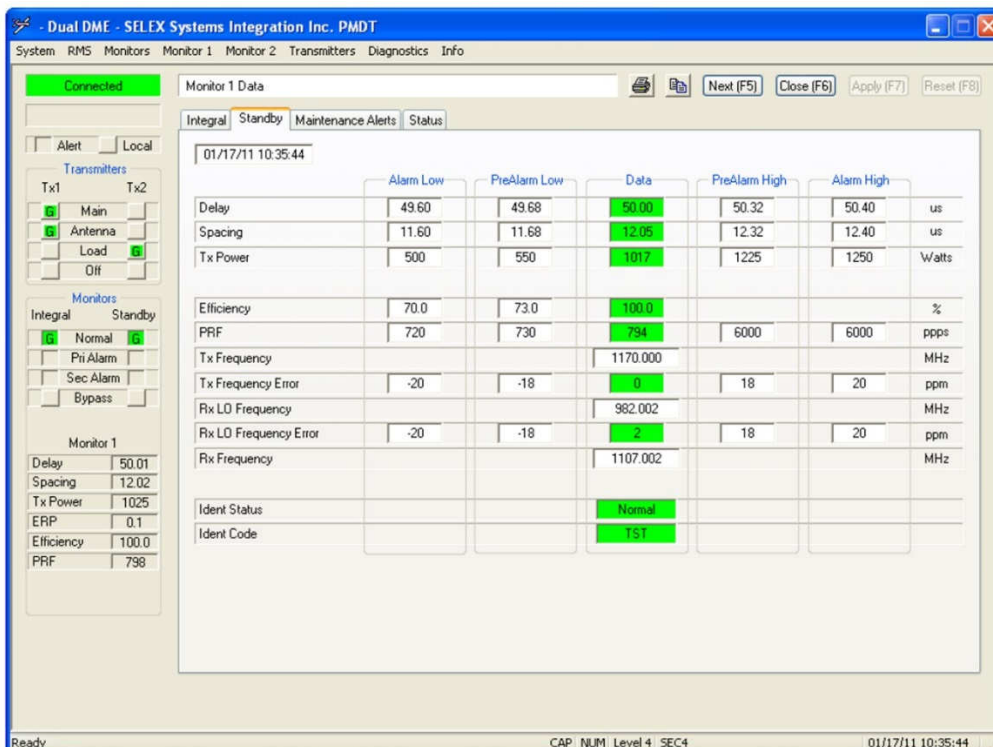 - Dual DME - SELEX Systems Integration Inc. PMDT
System RMS Monitors Monitor 1 Monitor 2 Transmitters Diagnostics Info
Connected
Monitor 1 Data
Next (F5) Close (F6) Apply (F7) Reset (F8)
Alert Local
Transmitters
Tx1 Tx2
G Main
G Antenna
Load G
Off
Monitors
Integral Standby
G Normal G
Pri Alarm
Sec Alarm
Bypass
Monitor 1
Delay 50.01
Spacing 12.02
Tx Power 1025
ERP 0.1
Efficiency 100.0
PRF 798
Integral Standby Maintenance Alerts Status
01/17/11 10:35:44
Alarm Low PreAlarm Low Data PreAlarm High Alarm High
Delay 49.60 49.68 50.00 50.32 50.40 us
Spacing 11.60 11.68 12.05 12.32 12.40 us
Tx Power 500 550 1017 1225 1250 Watts
Efficiency 70.0 73.0 100.0 %
PRF 720 730 794 6000 6000 ppps
Tx Frequency 1170.000 MHz
Tx Frequency Error -20 -18 0 18 20 ppm
Rx LO Frequency 982.002 MHz
Rx LO Frequency Error -20 -18 2 18 20 ppm
Rx Frequency 1107.002 MHz
Ident Status Normal
Ident Code TST
Ready CAP NUM Level 4 SEC4 01/17/11 10:35:44